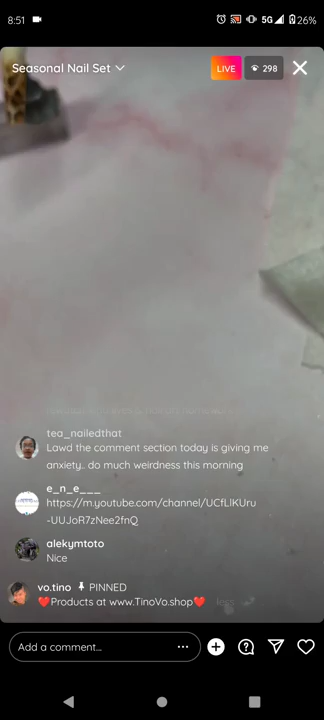 8:51
5G
26%
Seasonal Nail Set
LIVE
298
tea_nailedthat
Lawd the comment section today is giving me
anxiety.. do much weirdness this morning
e_n_e___
https://m.youtube.com/channel/UCfLlKUru
-UUJoR7zNee2fnQ
alekymtoto
Nice
vo.tino PINNED
❤️Products at www.TinoVo.shop❤️
Add a comment...